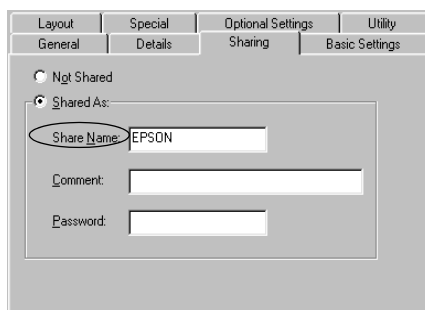 Layout Special Optional Settings Utility
General Details Sharing Basic Settings
Not Shared
Shared As:
Share Name: EPSON
Comment:
Password: